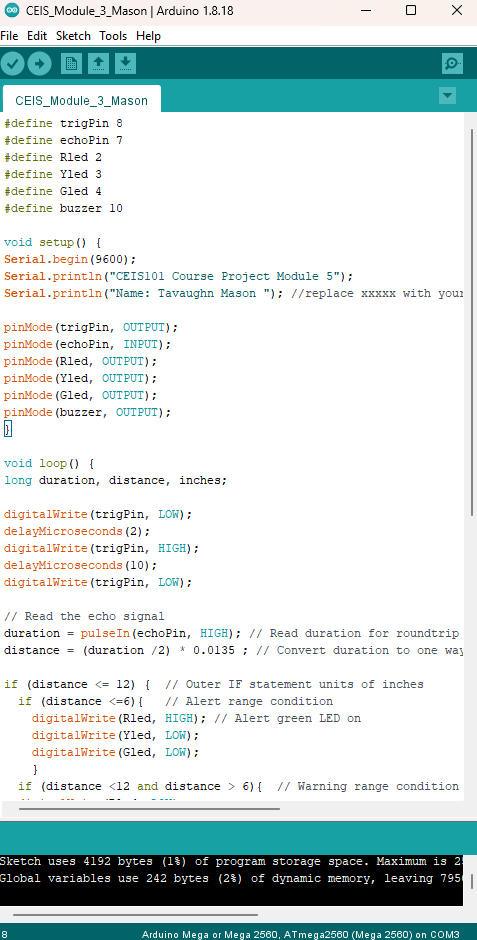 CEIS_Module_3_Mason | Arduino 1.8.18
File Edit Sketch Tools Help
CEIS_Module_3_Mason
#define trigPin 8
#define echoPin 7
#define Rled 2
#define Yled 3
#define Gled 4
#define buzzer 10
void setup() {
Serial.begin(9600);
Serial.println("CEIS101 Course Project Module 5");
Serial.println("Name: Tavaughn Mason "); //replace xxxxx with your
pinMode(trigPin, OUTPUT);
pinMode(echoPin, INPUT);
pinMode(Rled, OUTPUT);
pinMode(Yled, OUTPUT);
pinMode(Gled, OUTPUT);
pinMode(buzzer, OUTPUT);
}
void loop() {
long duration, distance, inches;
digitalWrite(trigPin, LOW);
delayMicroseconds(2);
digitalWrite(trigPin, HIGH);
delayMicroseconds(10);
digitalWrite(trigPin, LOW);
// Read the echo signal
duration = pulseIn(echoPin, HIGH); // Read duration for roundtrip
distance = (duration /2) * 0.0135 ; // Convert duration to one way
if (distance <= 12) { // Outer IF statement units of inches
if (distance <=6){ // Alert range condition
digitalWrite(Rled, HIGH); // Alert green LED on
digitalWrite(Yled, LOW);
digitalWrite(Gled, LOW);
}
if (distance <12 and distance > 6){ // Warning range condition
Sketch uses 4192 bytes (1%) of program storage space. Maximum is 25
Global variables use 242 bytes (2%) of dynamic memory, leaving 7950
8 Arduino Mega or Mega 2560, ATmega2560 (Mega 2560) on COM3